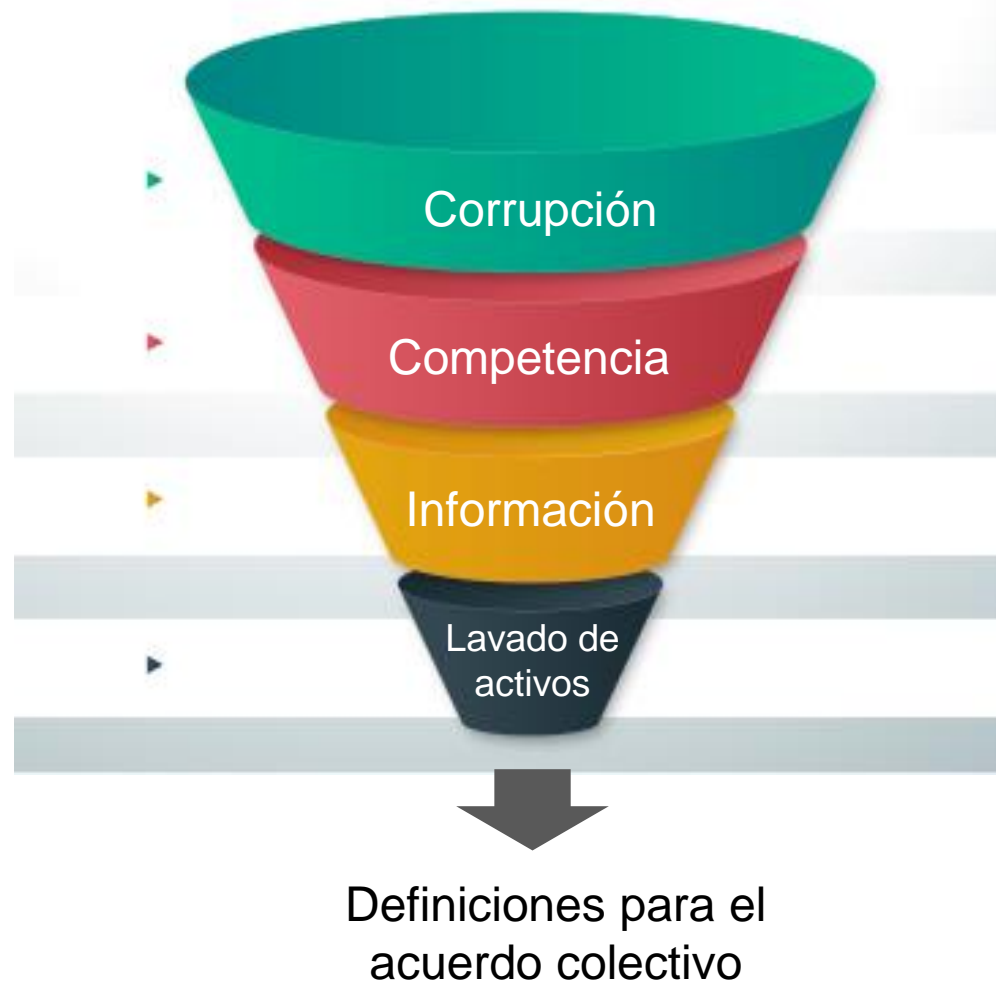 Corrupción
Competencia
Información
Lavado de
activos
Definiciones para el
acuerdo colectivo